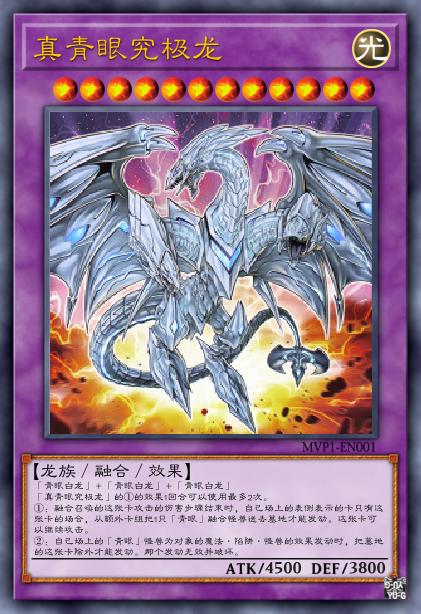 真青眼究极龙
光
MVP1-EN001
【龙族／融合／效果】
「青眼白龙」＋「青眼白龙」＋「青眼白龙」
「真青眼究极龙」的①的效果1回合可以使用最多2次。
①：融合召唤的这张卡攻击的伤害步骤结束时，自己场上的表侧表示的卡只有这
张卡的场合，从额外卡组把1只「青眼」融合怪兽送去墓地才能发动。这张卡可
以继续攻击。
②：自己场上的「青眼」怪兽为对象的魔法·陷阱·怪兽的效果发动时，把墓地
的这张卡除外才能发动。那个发动无效并破坏。
ATK/4500 DEF/3800